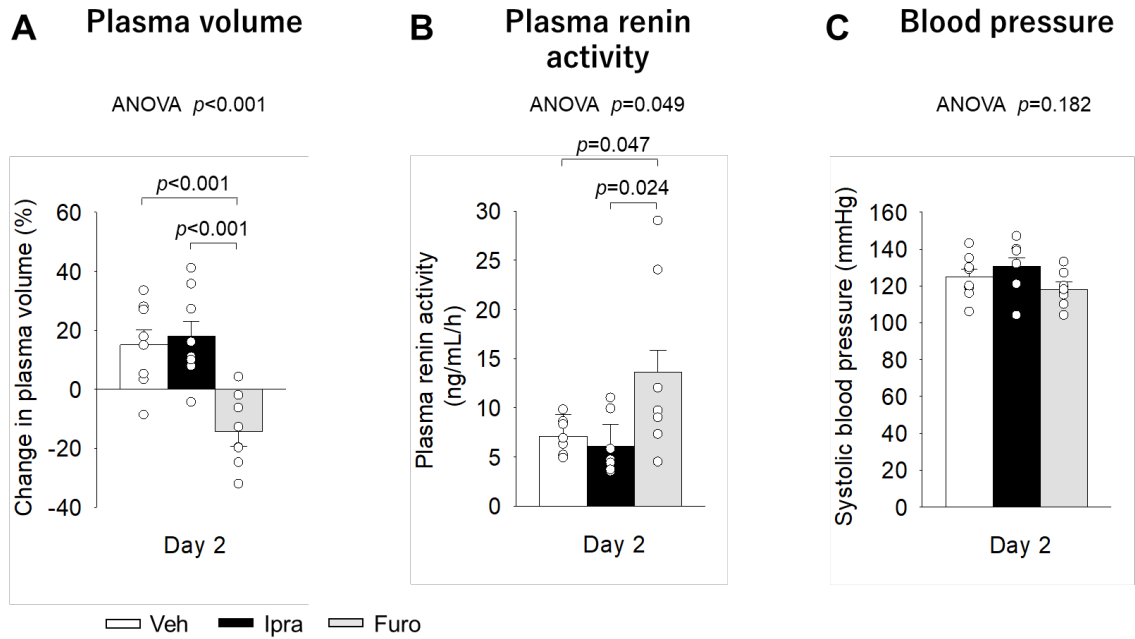 A Plasma volume
ANOVA p<0.001
p<0.001
p<0.001
Change in plasma volume (%)
60
40
20
0
-20
-40
Day 2
B Plasma renin
activity
ANOVA p=0.049
p=0.047
p=0.024
Plasma renin activity
(ng/mL/h)
30
25
20
15
10
5
0
Day 2
C Blood pressure
ANOVA p=0.182
Systolic blood pressure (mmHg)
160
140
120
100
80
60
40
20
0
Day 2
Veh Ipra Furo